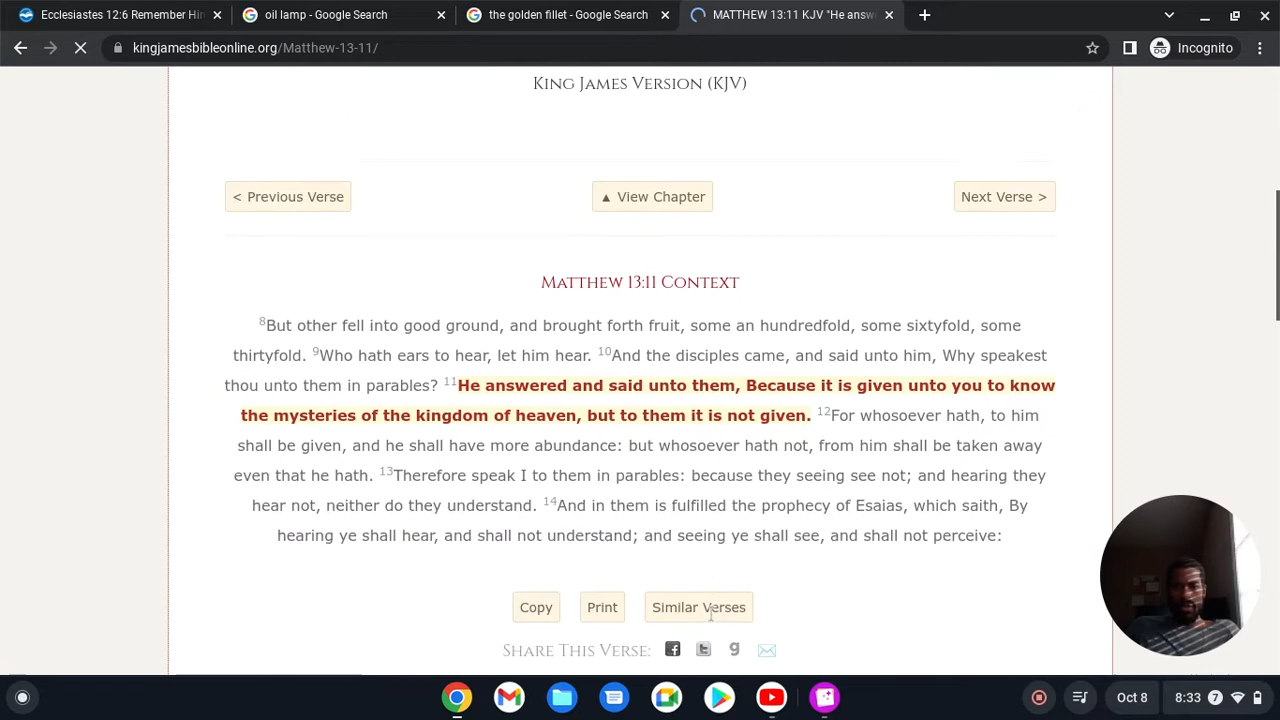 Ecclesiastes 12:6 Remember Hi
oil lamp - Google Search
the golden fillet - Google Search
MATTHEW 13:11 KJV "He answ
kingjamesbibleonline.org/Matthew-13-11/
Incognito
King James Version (KJV)
< Previous Verse
▲ View Chapter
Next Verse >
Matthew 13:11 Context
8But other fell into good ground, and brought forth fruit, some an hundredfold, some sixtyfold, some
thirtyfold. 9Who hath ears to hear, let him hear. 10And the disciples came, and said unto him, Why speakest
thou unto them in parables? 11He answered and said unto them, Because it is given unto you to know
the mysteries of the kingdom of heaven, but to them it is not given. 12For whosoever hath, to him
shall be given, and he shall have more abundance: but whosoever hath not, from him shall be taken away
even that he hath. 13Therefore speak I to them in parables: because they seeing see not; and hearing they
hear not, neither do they understand. 14And in them is fulfilled the prophecy of Esaias, which saith, By
hearing ye shall hear, and shall not understand; and seeing ye shall see, and shall not perceive:
Copy
Print
Similar Verses
Share This Verse:
Oct 8
8:33
7